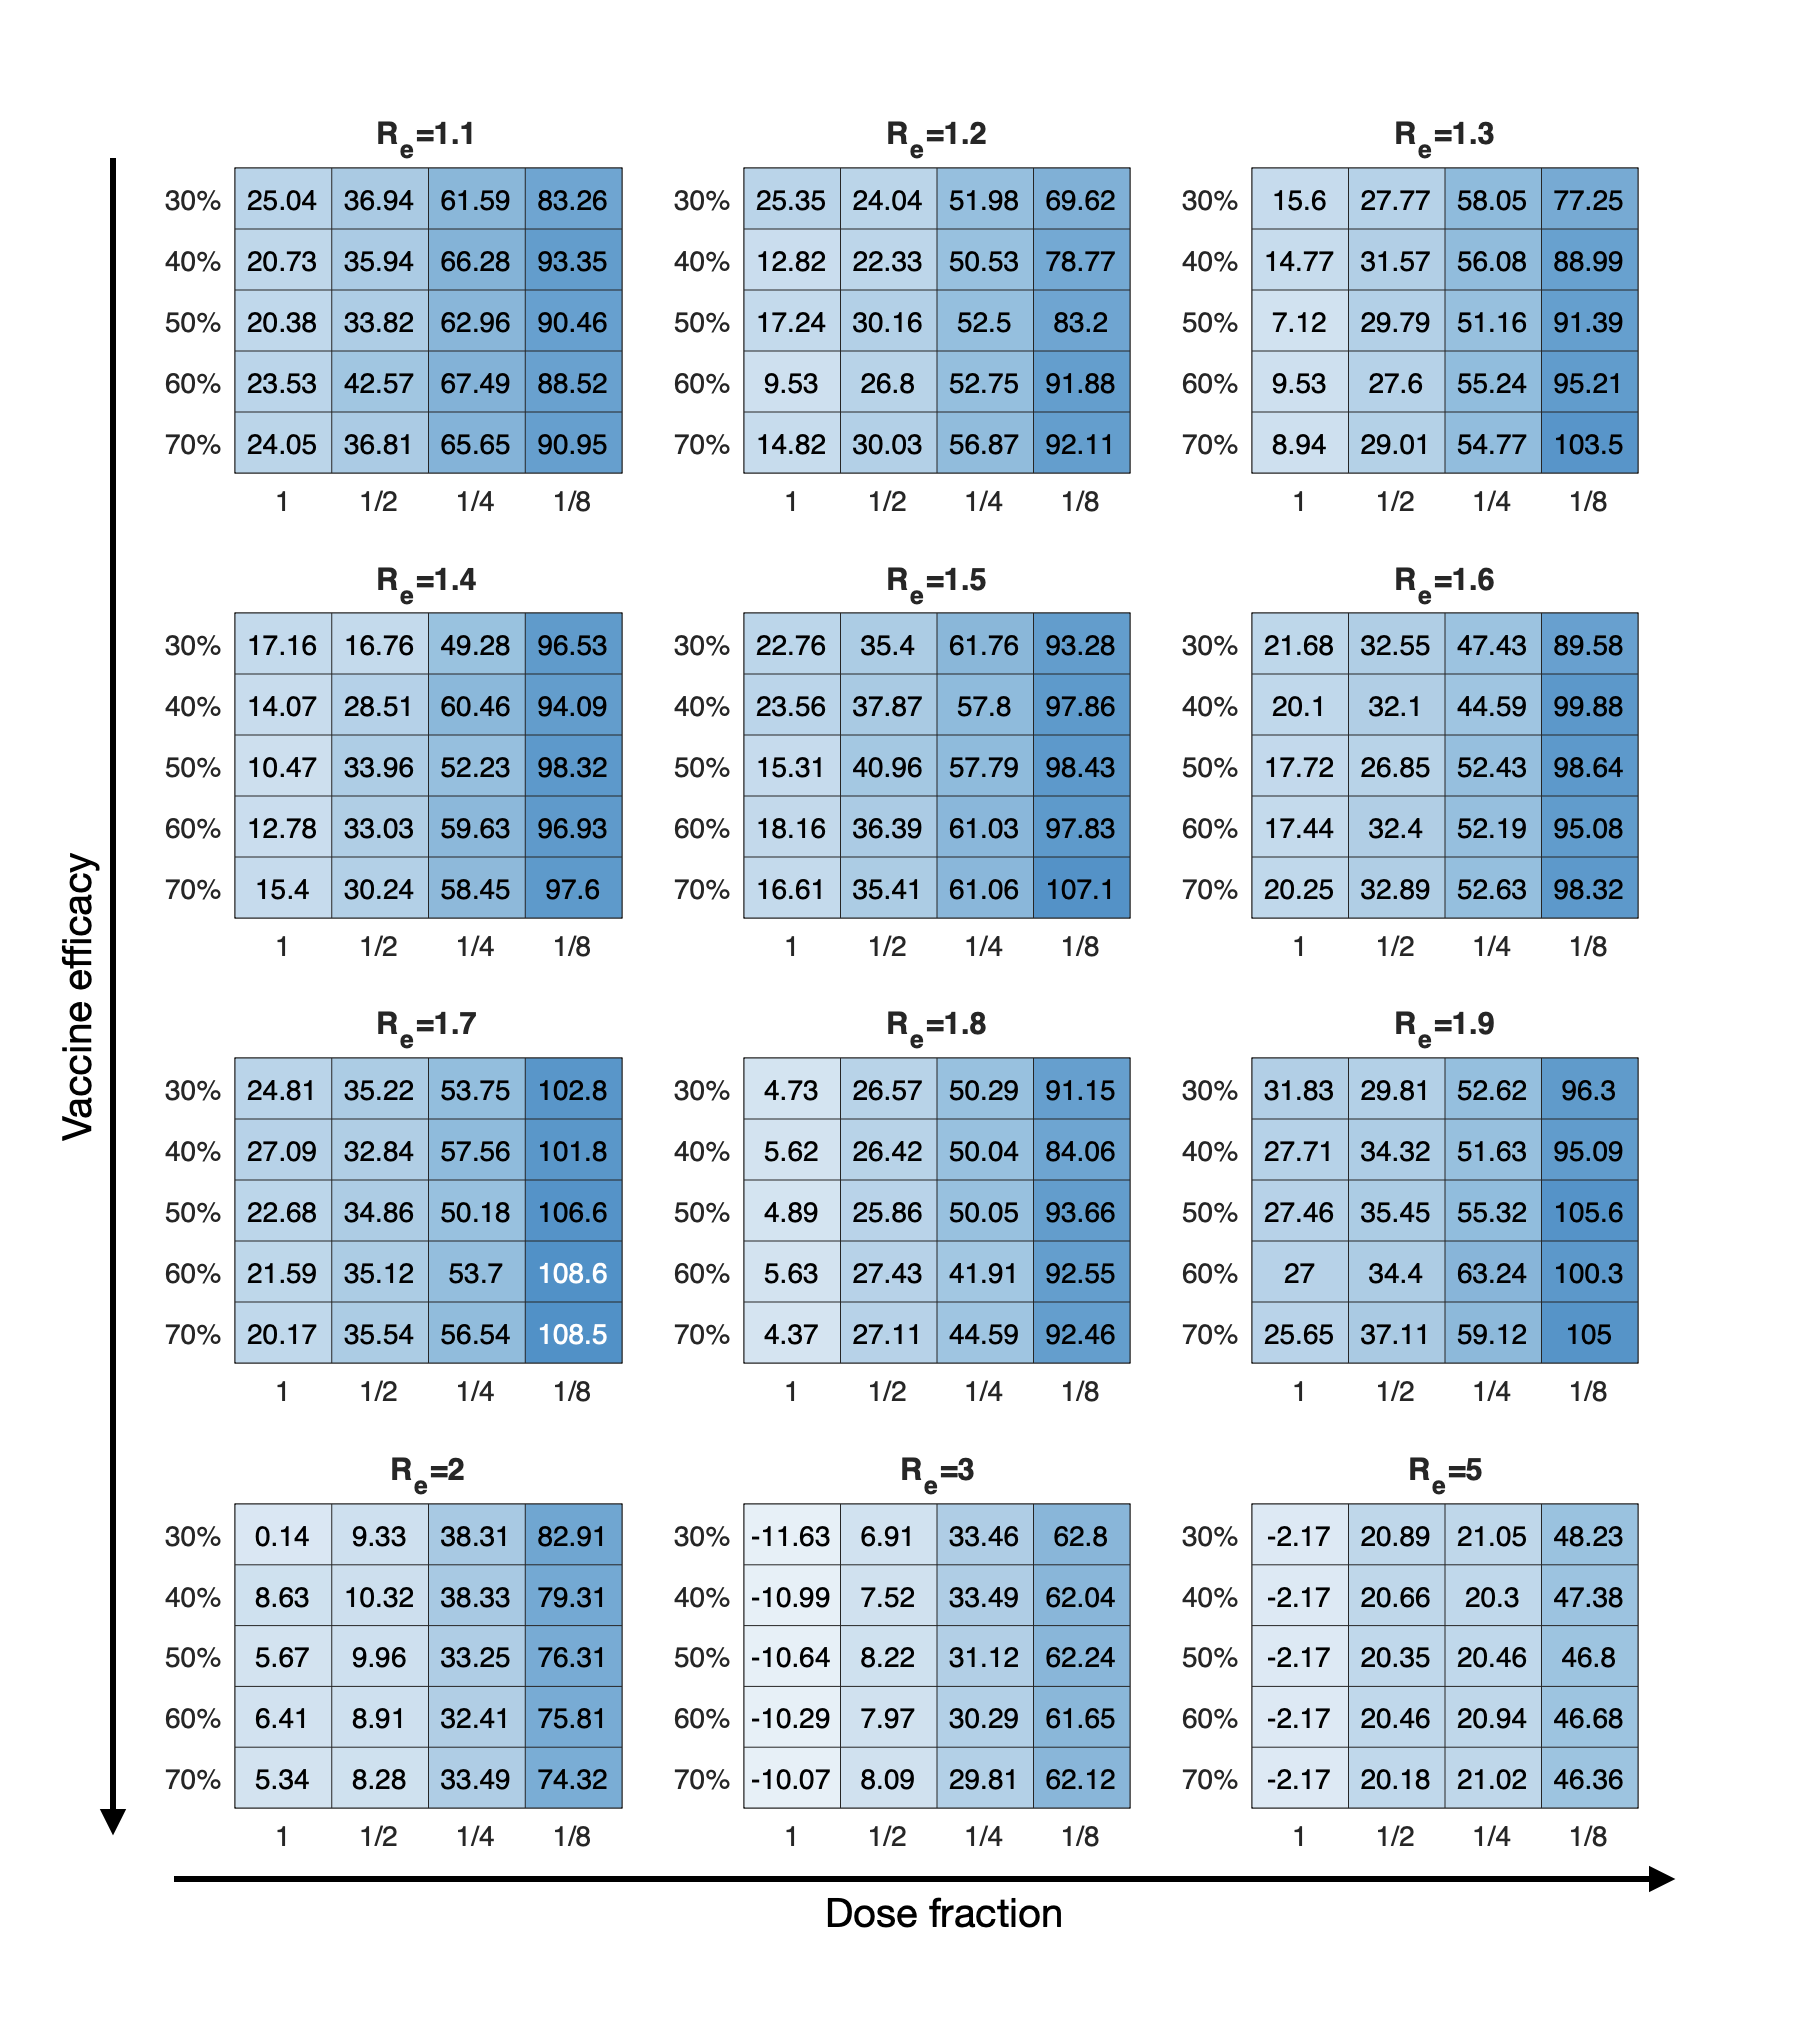 Re=1.1 Re=1.2 Re=1.3
30% 25.04 36.94 61.59 83.26 30% 25.35 24.04 51.98 69.62 30% 15.6 27.77 58.05 77.25
40% 20.73 35.94 66.28 93.35 40% 12.82 22.33 50.53 78.77 40% 14.77 31.57 56.08 88.99
50% 20.38 33.82 62.96 90.46 50% 17.24 30.16 52.5 83.2 50% 7.12 29.79 51.16 91.39
60% 23.53 42.57 67.49 88.52 60% 9.53 26.8 52.75 91.88 60% 9.53 27.6 55.24 95.21
70% 24.05 36.81 65.65 90.95 70% 14.82 30.03 56.87 92.11 70% 8.94 29.01 54.77 103.5
1 1/2 1/4 1/8 1 1/2 1/4 1/8 1 1/2 1/4 1/8
Re=1.4 Re=1.5 Re=1.6
30% 17.16 16.76 49.28 96.53 30% 22.76 35.4 61.76 93.28 30% 21.68 32.55 47.43 89.58
40% 14.07 28.51 60.46 94.09 40% 23.56 37.87 57.8 97.86 40% 20.1 32.1 44.59 99.88
50% 10.47 33.96 52.23 98.32 50% 15.31 40.96 57.79 98.43 50% 17.72 26.85 52.43 98.64
60% 12.78 33.03 59.63 96.93 60% 18.16 36.39 61.03 97.83 60% 17.44 32.4 52.19 95.08
70% 15.4 30.24 58.45 97.6 70% 16.61 35.41 61.06 107.1 70% 20.25 32.89 52.63 98.32
1 1/2 1/4 1/8 1 1/2 1/4 1/8 1 1/2 1/4 1/8
Vaccine efficacy
Re=1.7 Re=1.8 Re=1.9
30% 24.81 35.22 53.75 102.8 30% 4.73 26.57 50.29 91.15 30% 31.83 29.81 52.62 96.3
40% 27.09 32.84 57.56 101.8 40% 5.62 26.42 50.04 84.06 40% 27.71 34.32 51.63 95.09
50% 22.68 34.86 50.18 106.6 50% 4.89 25.86 50.05 93.66 50% 27.46 35.45 55.32 105.6
60% 21.59 35.12 53.7 108.6 60% 5.63 27.43 41.91 92.55 60% 27 34.4 63.24 100.3
70% 20.17 35.54 56.54 108.5 70% 4.37 27.11 44.59 92.46 70% 25.65 37.11 59.12 105
1 1/2 1/4 1/8 1 1/2 1/4 1/8 1 1/2 1/4 1/8
Re=2 Re=3 Re=5
30% 0.14 9.33 38.31 82.91 30% -11.63 6.91 33.46 62.8 30% -2.17 20.89 21.05 48.23
40% 8.63 10.32 38.33 79.31 40% -10.99 7.52 33.49 62.04 40% -2.17 20.66 20.3 47.38
50% 5.67 9.96 33.25 76.31 50% -10.64 8.22 31.12 62.24 50% -2.17 20.35 20.46 46.8
60% 6.41 8.91 32.41 75.81 60% -10.29 7.97 30.29 61.65 60% -2.17 20.46 20.94 46.68
70% 5.34 8.28 33.49 74.32 70% -10.07 8.09 29.81 62.12 70% -2.17 20.18 21.02 46.36
1 1/2 1/4 1/8 1 1/2 1/4 1/8 1 1/2 1/4 1/8
Dose fraction